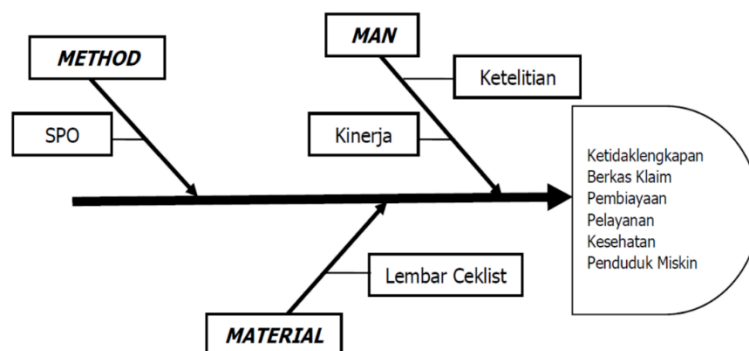 MAN
METHOD
Ketelitian
SPO
Kinerja
Ketidaklengkapan
Berkas Klaim
Pembiayaan
Pelayanan
Kesehatan
Penduduk Miskin
Lembar Ceklist
MATERIAL